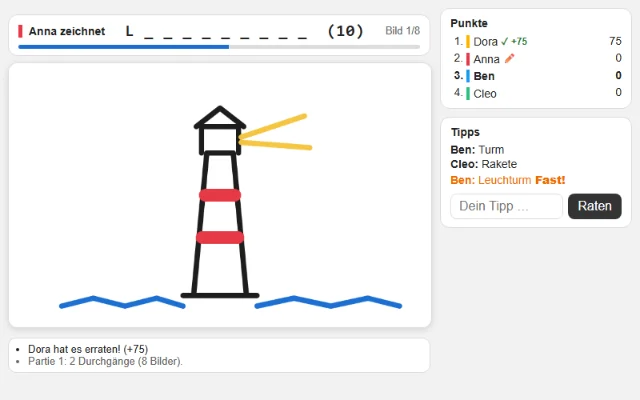 Anna zeichnet L _ _ _ _ _ _ _ _ _ (10) Bild 1/8
Dora hat es erraten! (+75)
Partie 1: 2 Durchgänge (8 Bilder).
Punkte
1. Dora ✓ +75 75
2. Anna ✏️ 0
3. Ben 0
4. Cleo 0
Tipps
Ben: Turm
Cleo: Rakete
Ben: Leuchturm Fast!
Dein Tipp … Raten